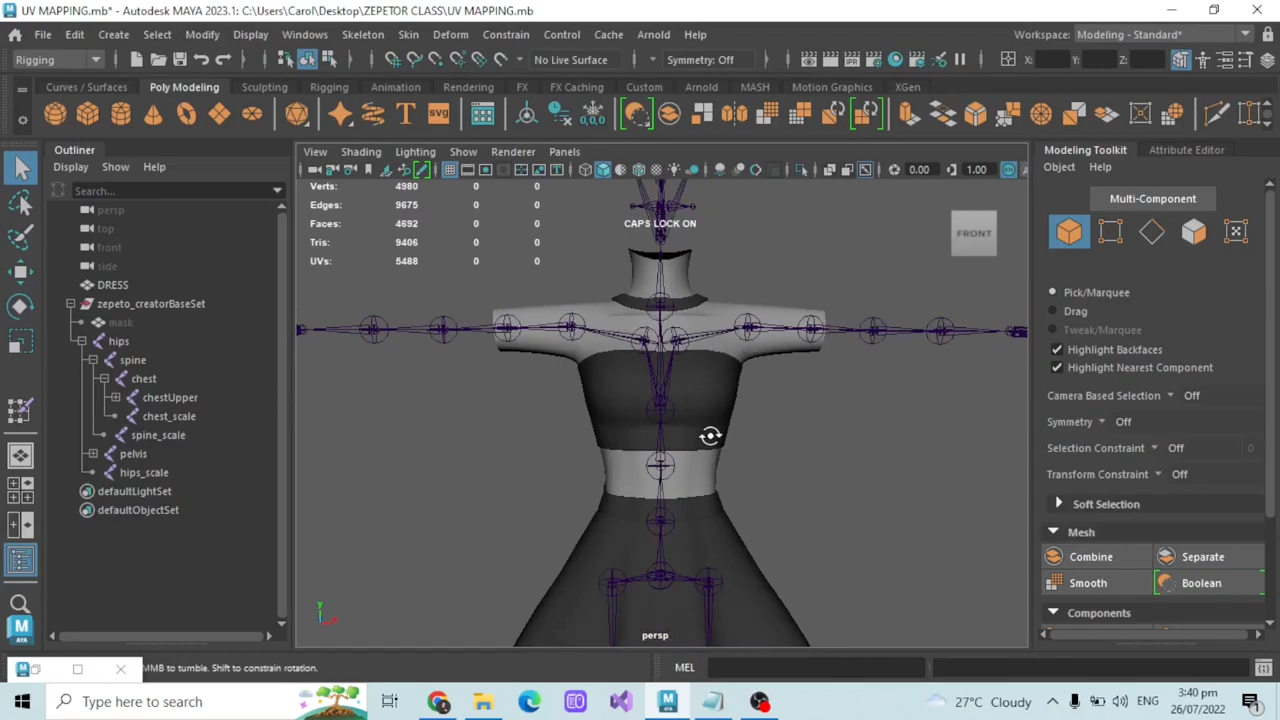 UV MAPPING.mb* - Autodesk MAYA 2023.1: C:\Users\Carol\Desktop\ZEPETOR CLASS\UV MAPPING.mb
File Edit Create Select Modify Display Windows Skeleton Skin Deform Constrain Control Cache Arnold Help
Workspace: Modeling - Standard*
Rigging No Live Surface Symmetry: Off X: Y: Z:
Curves / Surfaces Poly Modeling Sculpting Rigging Animation Rendering FX FX Caching Custom Arnold MASH Motion Graphics XGen
Outliner
Display Show Help
Search...
persp
top
front
side
DRESS
zepeto_creatorBaseSet
mask
hips
spine
chest
chestUpper
chest_scale
spine_scale
pelvis
hips_scale
defaultLightSet
defaultObjectSet
View Shading Lighting Show Renderer Panels
0.00 1.00
Verts: 4980 0 0
Edges: 9675 0 0
Faces: 4692 0 0
Tris: 9406 0 0
UVs: 5488 0 0
CAPS LOCK ON
FRONT
y
x
persp
Modeling Toolkit Attribute Editor
Object Help
Multi-Component
Pick/Marquee
Drag
Tweak/Marquee
Highlight Backfaces
Highlight Nearest Component
Camera Based Selection Off
Symmetry Off
Selection Constraint Off 0
Transform Constraint Off
Soft Selection
Mesh
Combine Separate
Smooth Boolean
Components
MMB to tumble. Shift to constrain rotation.
MEL
Type here to search
27°C Cloudy ENG 3:40 pm
26/07/2022